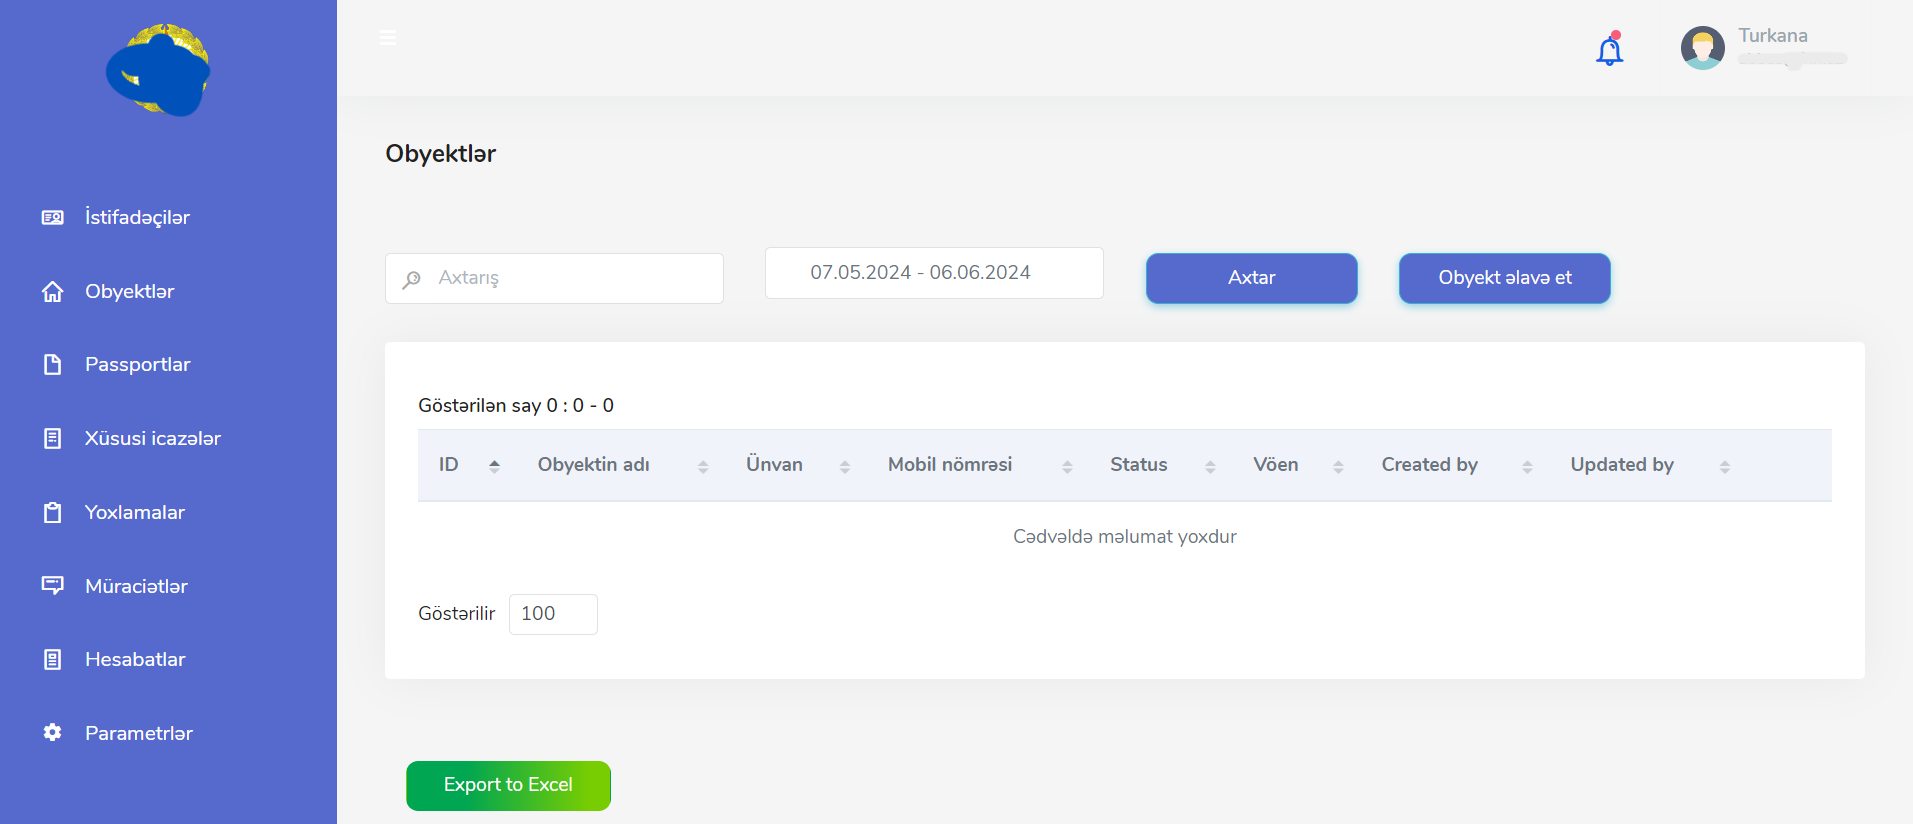 Turkana
İstifadəçilər
Obyektlər
Passportlar
Xüsusi icazələr
Yoxlamalar
Müraciətlər
Hesabatlar
Parametrlər
Obyektlər
Axtarış
07.05.2024 - 06.06.2024
Axtar
Obyekt əlavə et
Göstərilən say 0 : 0 - 0
ID Obyektin adı Ünvan Mobil nömrəsi Status Vöen Created by Updated by
Cədvəldə məlumat yoxdur
Göstərilir 100
Export to Excel